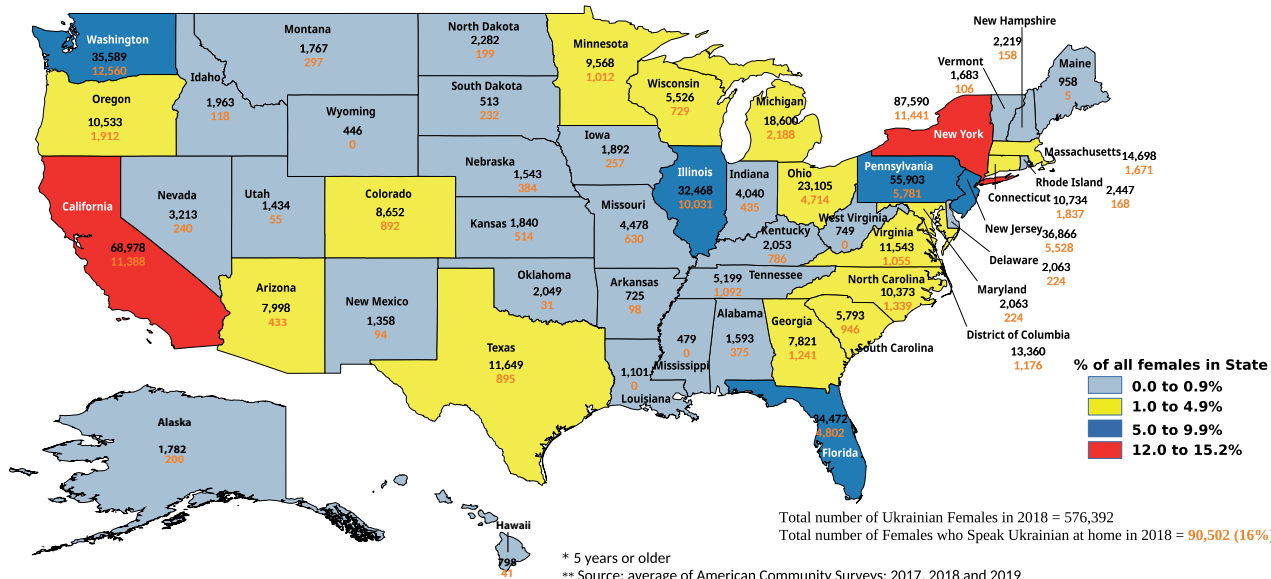 New Hampshire
2,219
158
Vermont
1,683
106
Maine
958
5
Washington
35,589
12,560
Montana
1,767
297
North Dakota
2,282
199
Minnesota
9,568
1,012
Idaho
1,963
118
Oregon
10,533
1,912
South Dakota
513
232
Wisconsin
5,526
729
Michigan
18,600
2,188
87,590
11,441
New York
Wyoming
446
0
Iowa
1,892
257
Nebraska
1,543
384
Massachusetts 14,698
1,671
Rhode Island 2,447
168
Connecticut 10,734
1,837
Pennsylvania
55,903
5,781
Illinois
32,468
10,031
Indiana
4,040
435
Ohio
23,105
4,714
California
68,978
11,388
Nevada
3,213
240
Utah
1,434
55
Colorado
8,652
892
Kansas 1,840
514
Missouri
4,478
630
Kentucky
2,053
786
West Virginia
749
0
Virginia
11,543
1,055
New Jersey 36,866
5,528
Delaware 2,063
224
Maryland
2,063
224
District of Columbia
13,360
1,176
Arizona
7,998
433
New Mexico
1,358
94
Oklahoma
2,049
31
Arkansas
725
98
5,199 Tennessee
1,092
North Carolina
10,373
1,339
5,793
946
South Carolina
Texas
11,649
895
1,101
0
Louisiana
479
0
Mississippi
Alabama
1,593
375
Georgia
7,821
1,241
34,472
4,802
Florida
Alaska
1,782
200
Hawaii
798
41
% of all females in State
0.0 to 0.9%
1.0 to 4.9%
5.0 to 9.9%
12.0 to 15.2%
Total number of Ukrainian Females in 2018 = 576,392
Total number of Females who Speak Ukrainian at home in 2018 = 90,502 (16%)
* 5 years or older
** Source: average of American Community Surveys: 2017, 2018 and 2019